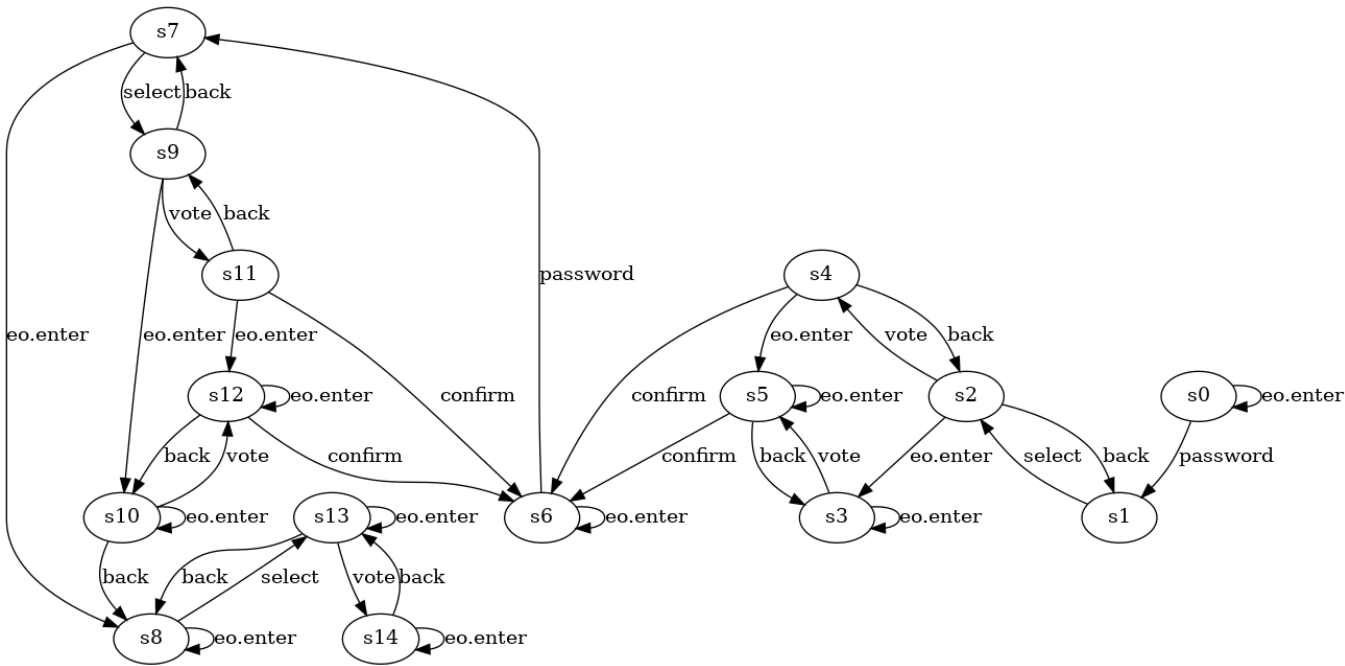 s7
select back
s9
vote back
s11 s4
password
eo.enter eo.enter eo.enter eo.enter vote back
s12 eo.enter confirm confirm s5 eo.enter s2 s0 eo.enter
back vote confirm confirm back vote eo.enter select back password
s10 eo.enter s13 eo.enter s6 eo.enter s3 eo.enter s1
back back select vote back
s8 eo.enter s14 eo.enter